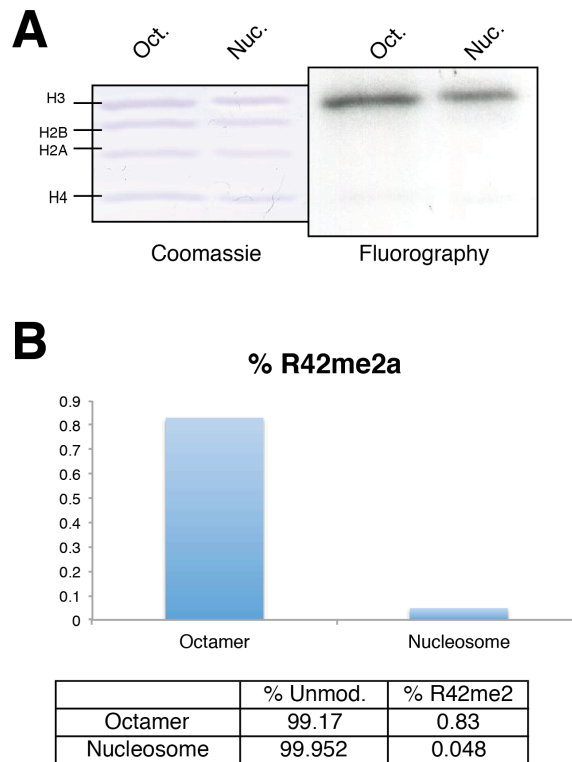 A
Oct.
Nuc.
Oct.
Nuc.
H3
H2B
H2A
H4
Coomassie
Fluorography
B
% R42me2a
0.9
0.8
0.7
0.6
0.5
0.4
0.3
0.2
0.1
0
Octamer
Nucleosome
% Unmod.
% R42me2
Octamer
99.17
0.83
Nucleosome
99.952
0.048